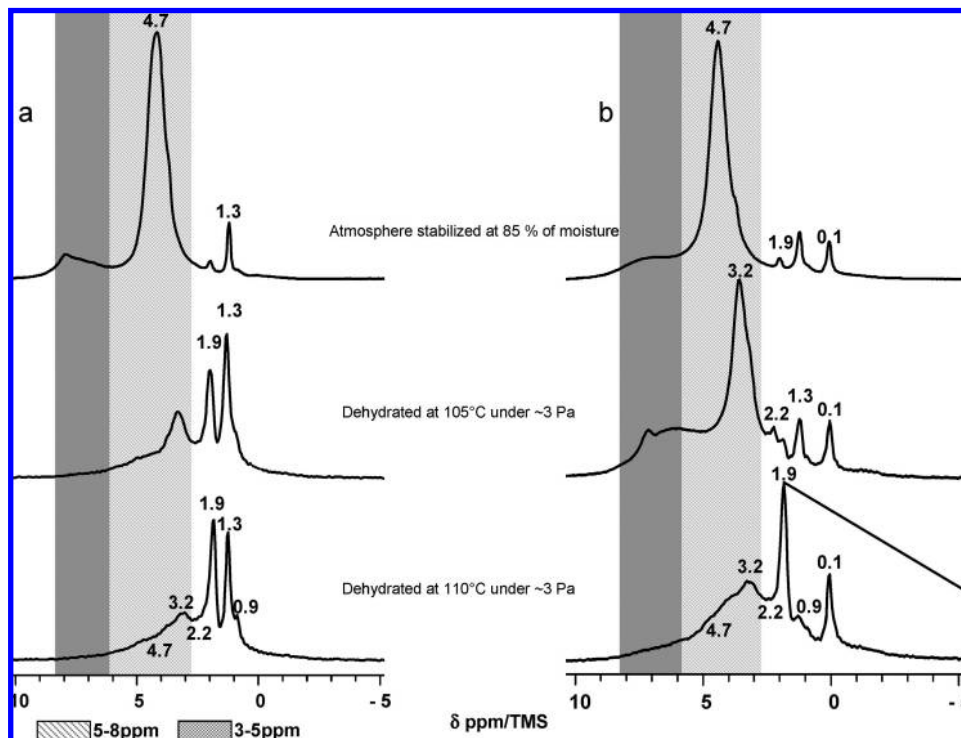 4.7
4.7
a
b
1.3
Atmosphere stabilized at 85 % of moisture
1.9
0.1
3.2
1.3
1.9
1.3
Dehydrated at 105°C under ~3 Pa
2.2
0.1
1.9
1.9
1.3
3.2
0.9
2.2
4.7
Dehydrated at 110°C under ~3 Pa
3.2
0.1
2.2
0.9
4.7
10 5 0 - 5
10 5 0 - 5
5-8ppm
3-5ppm
δ ppm/TMS